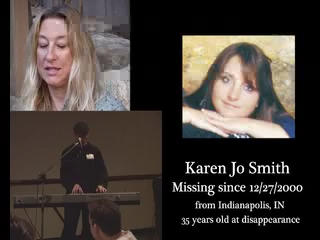 Karen Jo Smith
Missing since 12/27/2000
from Indianapolis, IN
35 years old at disappearance